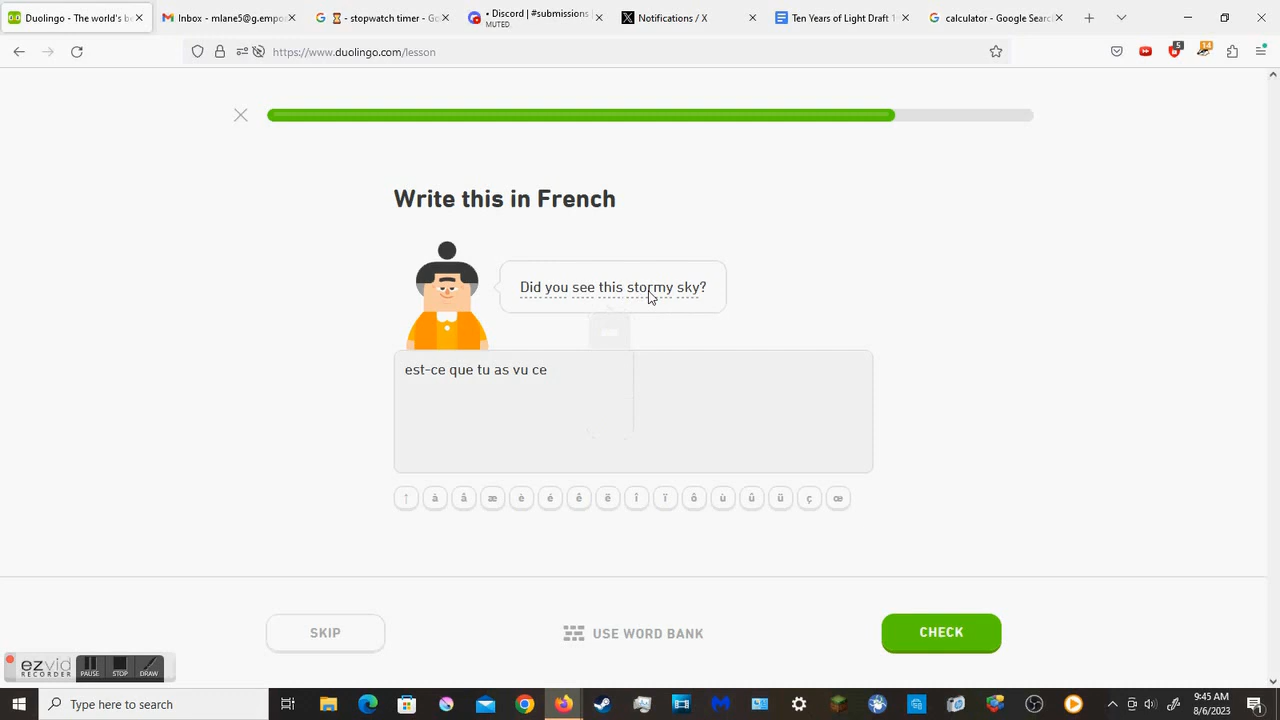 Duolingo - The world's b
Inbox - mlane5@g.empo
- stopwatch timer - Go
• Discord | #submissions
MUTED
Notifications / X
Ten Years of Light Draft 1
calculator - Google Searc
https://www.duolingo.com/lesson
5
14
Write this in French
Did you see this stormy sky?
est-ce que tu as vu ce
↑ à â æ è é ê ë î ï ô ù û ü ç œ
SKIP
USE WORD BANK
CHECK
ezvid
RECORDER
PAUSE STOP DRAW
Type here to search
9:45 AM
8/6/2023